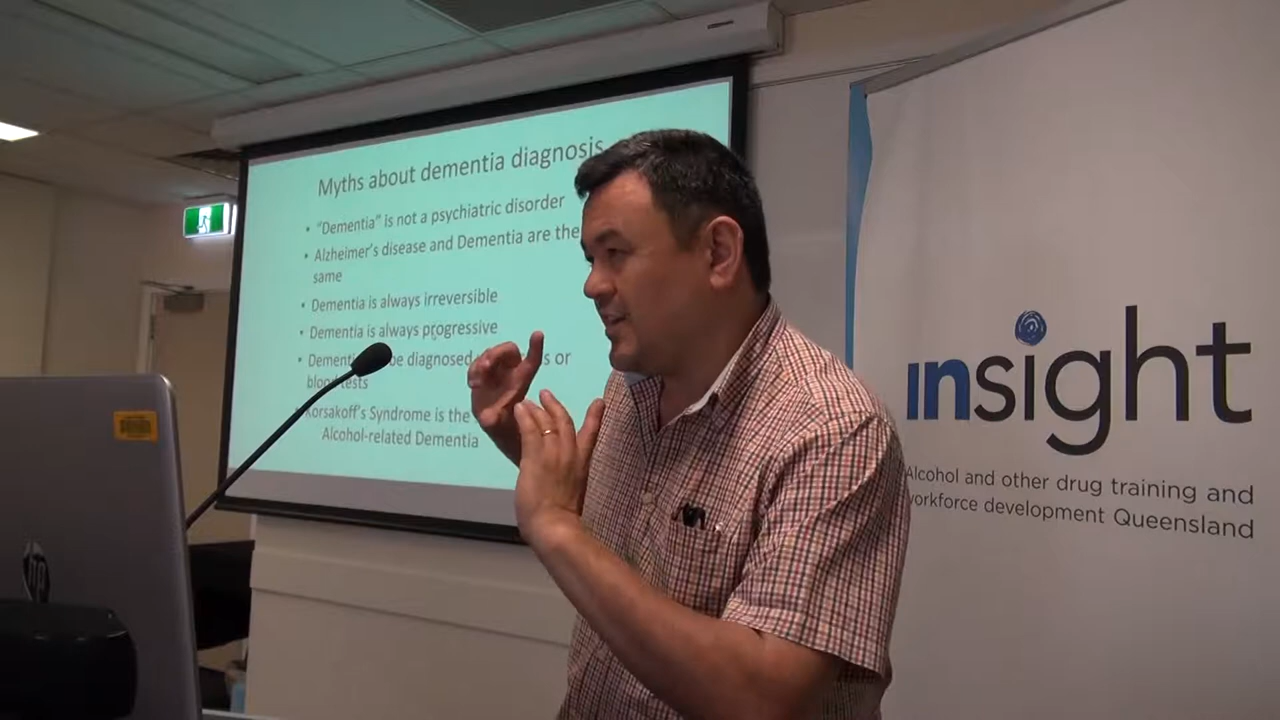 Myths about dementia diagnosis
• "Dementia" is not a psychiatric disorder
• Alzheimer's disease and Dementia are the
same
• Dementia is always irreversible
• Dementia is always progressive
• be diagnosed or
blood tests
Korsakoff's Syndrome is the
Alcohol-related Dementia
insight
Alcohol and other drug training and
workforce development Queensland
hp